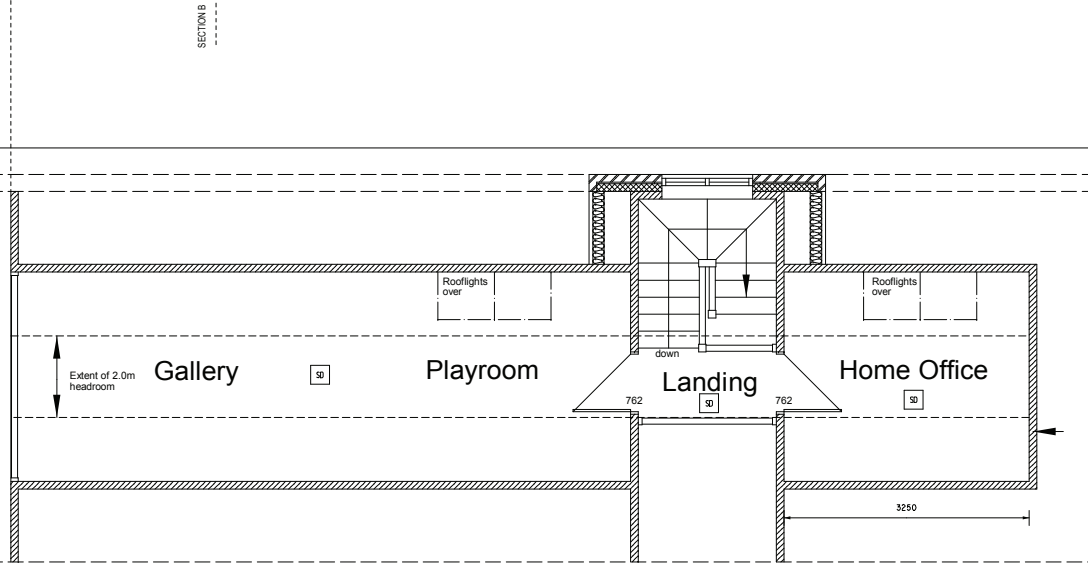 SECTION B
Rooflights
over
Rooflights
over
down
Extent of 2.0m
headroom
Gallery
SD
Playroom
Landing
Home Office
762
SD
762
SD
3250